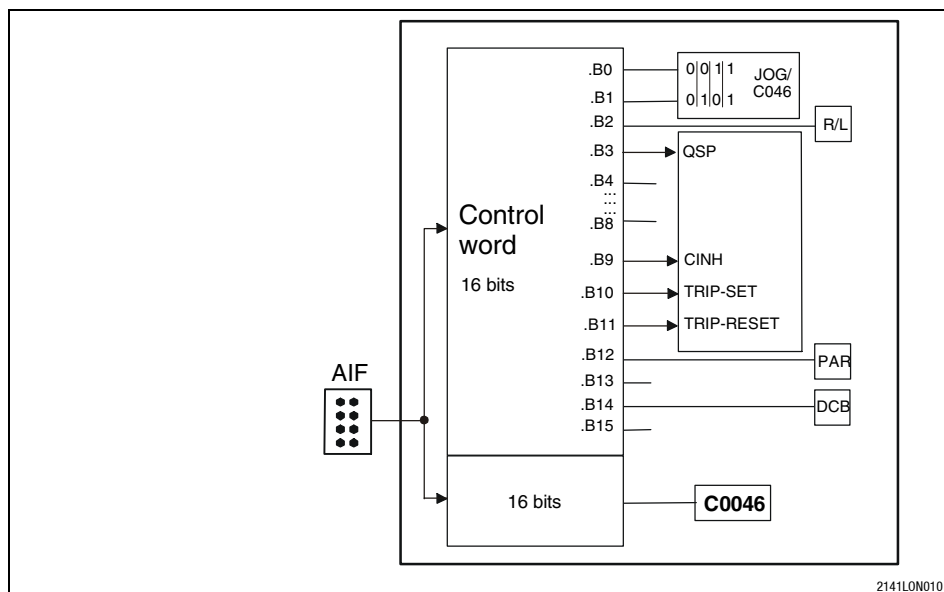 .B0
0 0 1 1
JOG/
C046
.B1
0 1 0 1
.B2
R/L
.B3
QSP
.B4
...
...
...
.B8
Control
word
16 bits
.B9
CINH
.B10
TRIP-SET
.B11
TRIP-RESET
.B12
PAR
.B13
AIF
.B14
DCB
.B15
16 bits
C0046
2141LON010